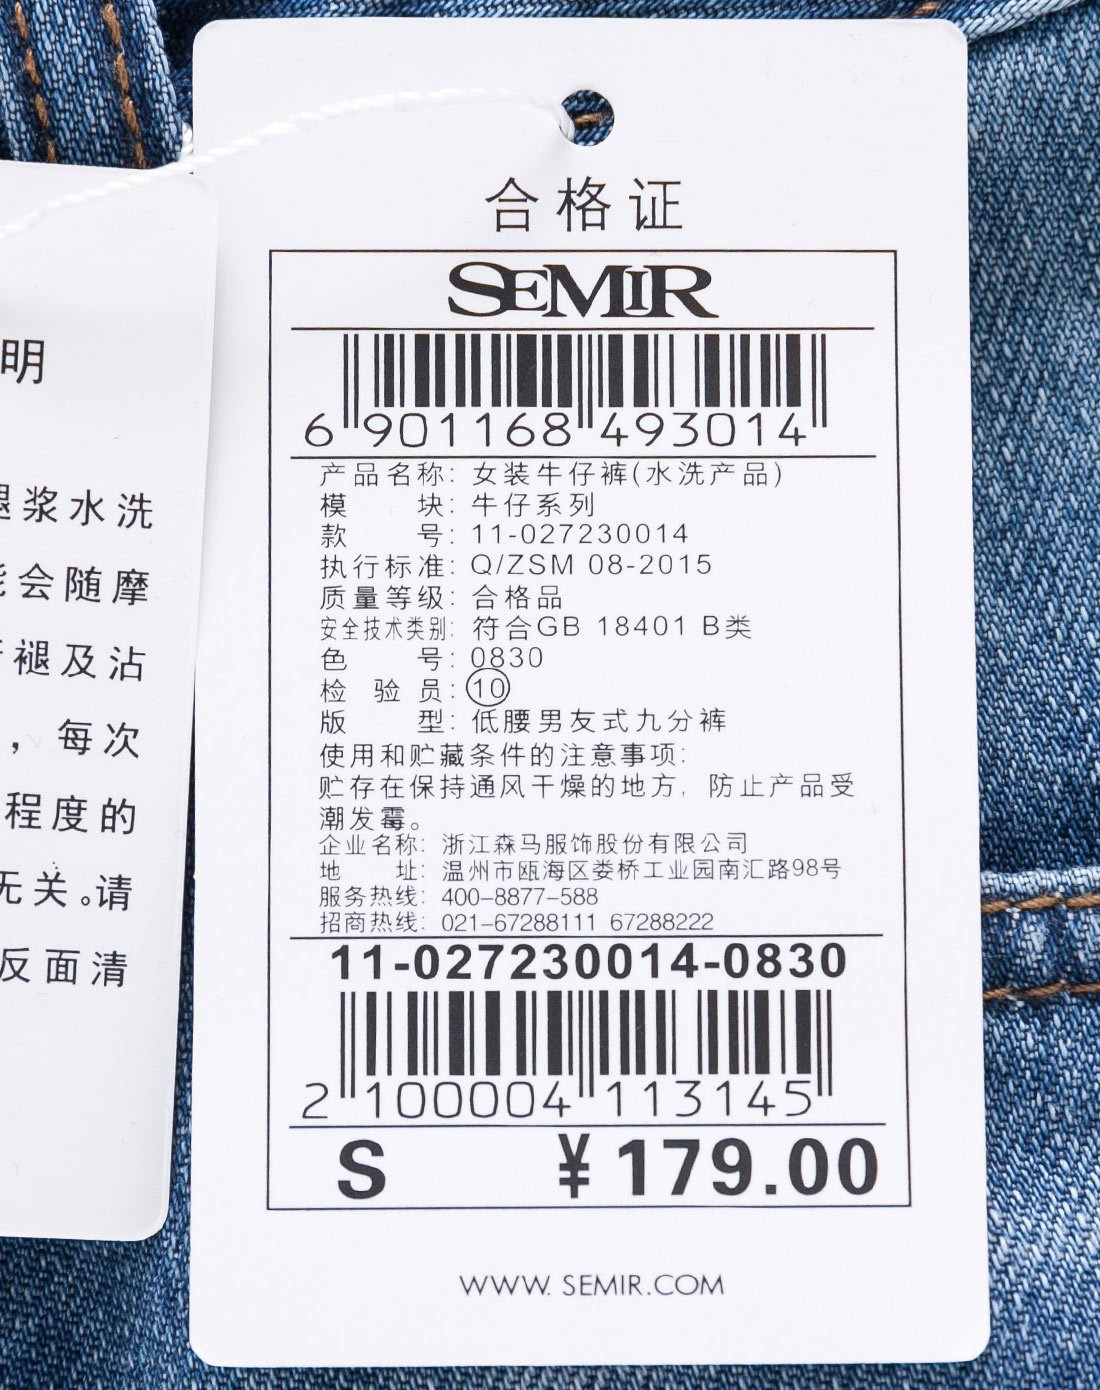 明
浆水洗
会随摩
褪及沾
，每次
程度的
无关。请
反面清
合格证
SEMIR
6 901168 493014
产品名称: 女装牛仔裤(水洗产品)
模块: 牛仔系列
款号: 11-027230014
执行标准: Q/ZSM 08-2015
质量等级: 合格品
安全技术类别: 符合GB 18401 B类
色号: 0830
检验员: ⑩
版型: 低腰男友式九分裤
使用和贮藏条件的注意事项:
贮存在保持通风干燥的地方, 防止产品受
潮发霉。
企业名称: 浙江森马服饰股份有限公司
地址: 温州市瓯海区娄桥工业园南汇路98号
服务热线: 400-8877-588
招商热线: 021-67288111 67288222
11-027230014-0830
2 100004 113145
S ¥179.00
WWW. SEMIR.COM